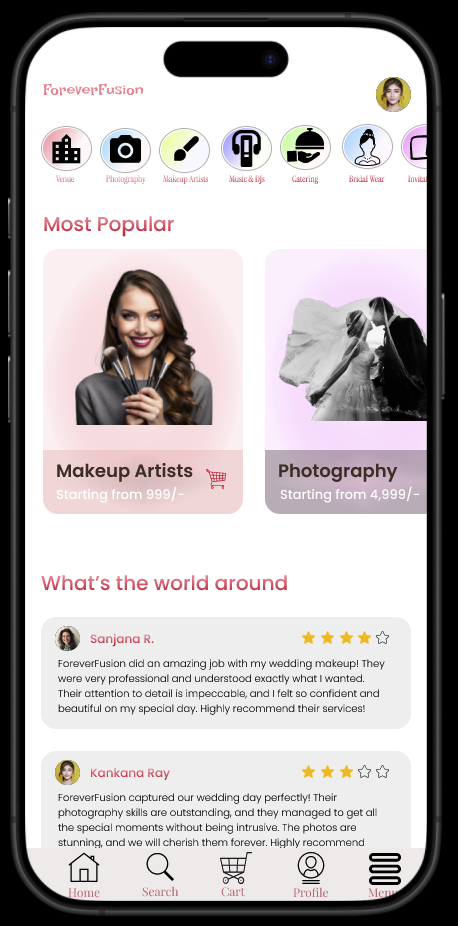 ForeverFusion
Venue Photography Makeup Artists Music & Djs Catering Bridal Wear Invitat
Most Popular
Makeup Artists
Starting from 999/-
Photography
Starting from 4,999/-
What's the world around
Sanjana R.
ForeverFusion did an amazing job with my wedding makeup! They
were very professional and understood exactly what I wanted.
Their attention to detail is impeccable, and I felt so confident and
beautiful on my special day. Highly recommend their services!
Kankana Ray
ForeverFusion captured our wedding day perfectly! Their
photography skills are outstanding, and they managed to get all
the special moments without being intrusive. The photos are
stunning, and we will cherish them forever. Highly recommend
Home Search Cart Profile Menu